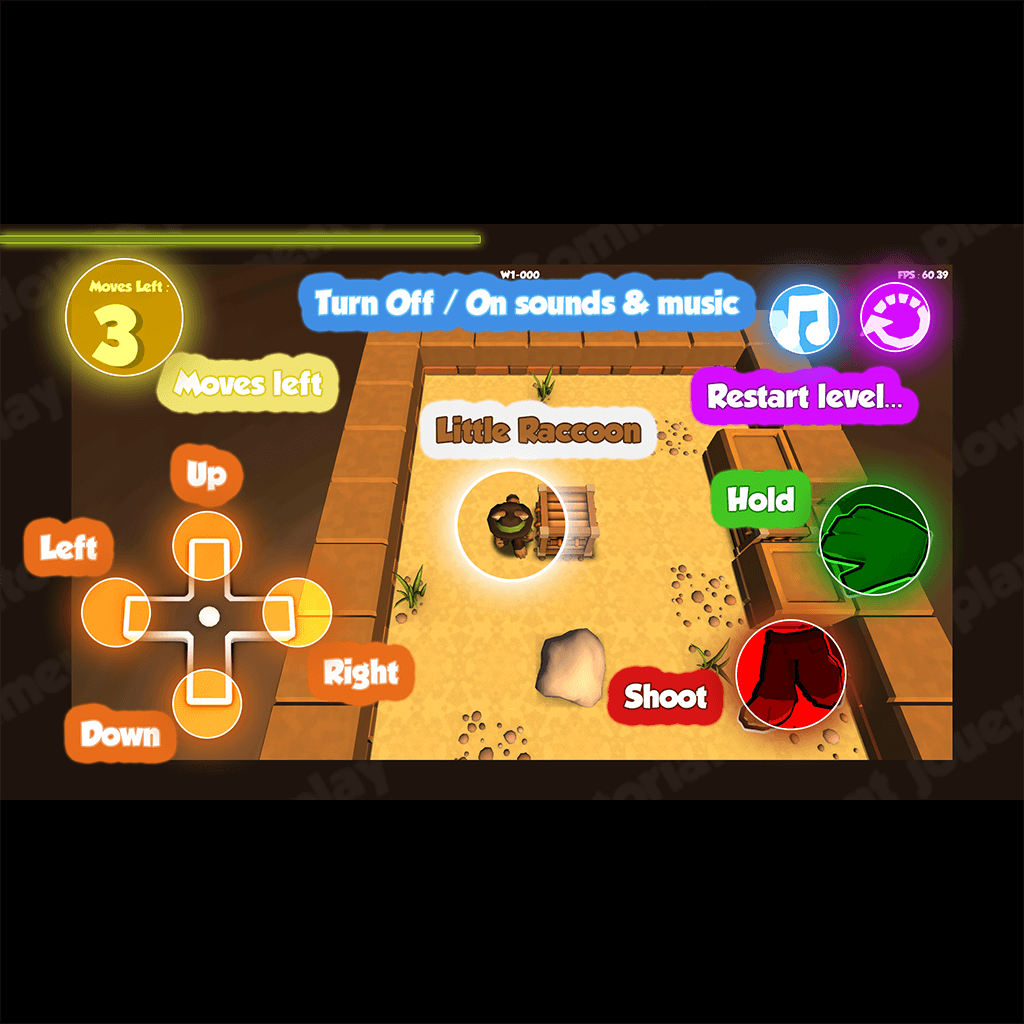 W1-000
FPS : 60.39
Moves Left :
3
Turn Off / On sounds & music
Moves left
Restart level...
Little Raccoon
Up
Hold
Left
Right
Shoot
Down